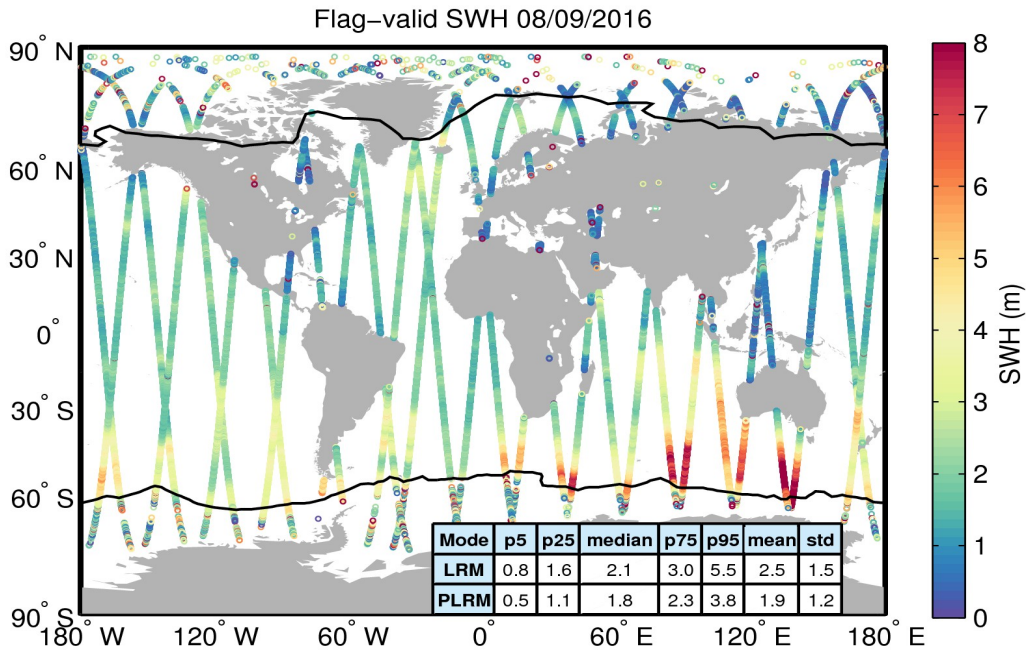 Flag−valid SWH 08/09/2016
90° N
60° N
30° N
0°
30° S
60° S
90° S
180° W 120° W 60° W 0° 60° E 120° E 180° E
8
7
6
5
4
3
2
1
0
SWH (m)
Mode p5 p25 median p75 p95 mean std
LRM 0.8 1.6 2.1 3.0 5.5 2.5 1.5
PLRM 0.5 1.1 1.8 2.3 3.8 1.9 1.2